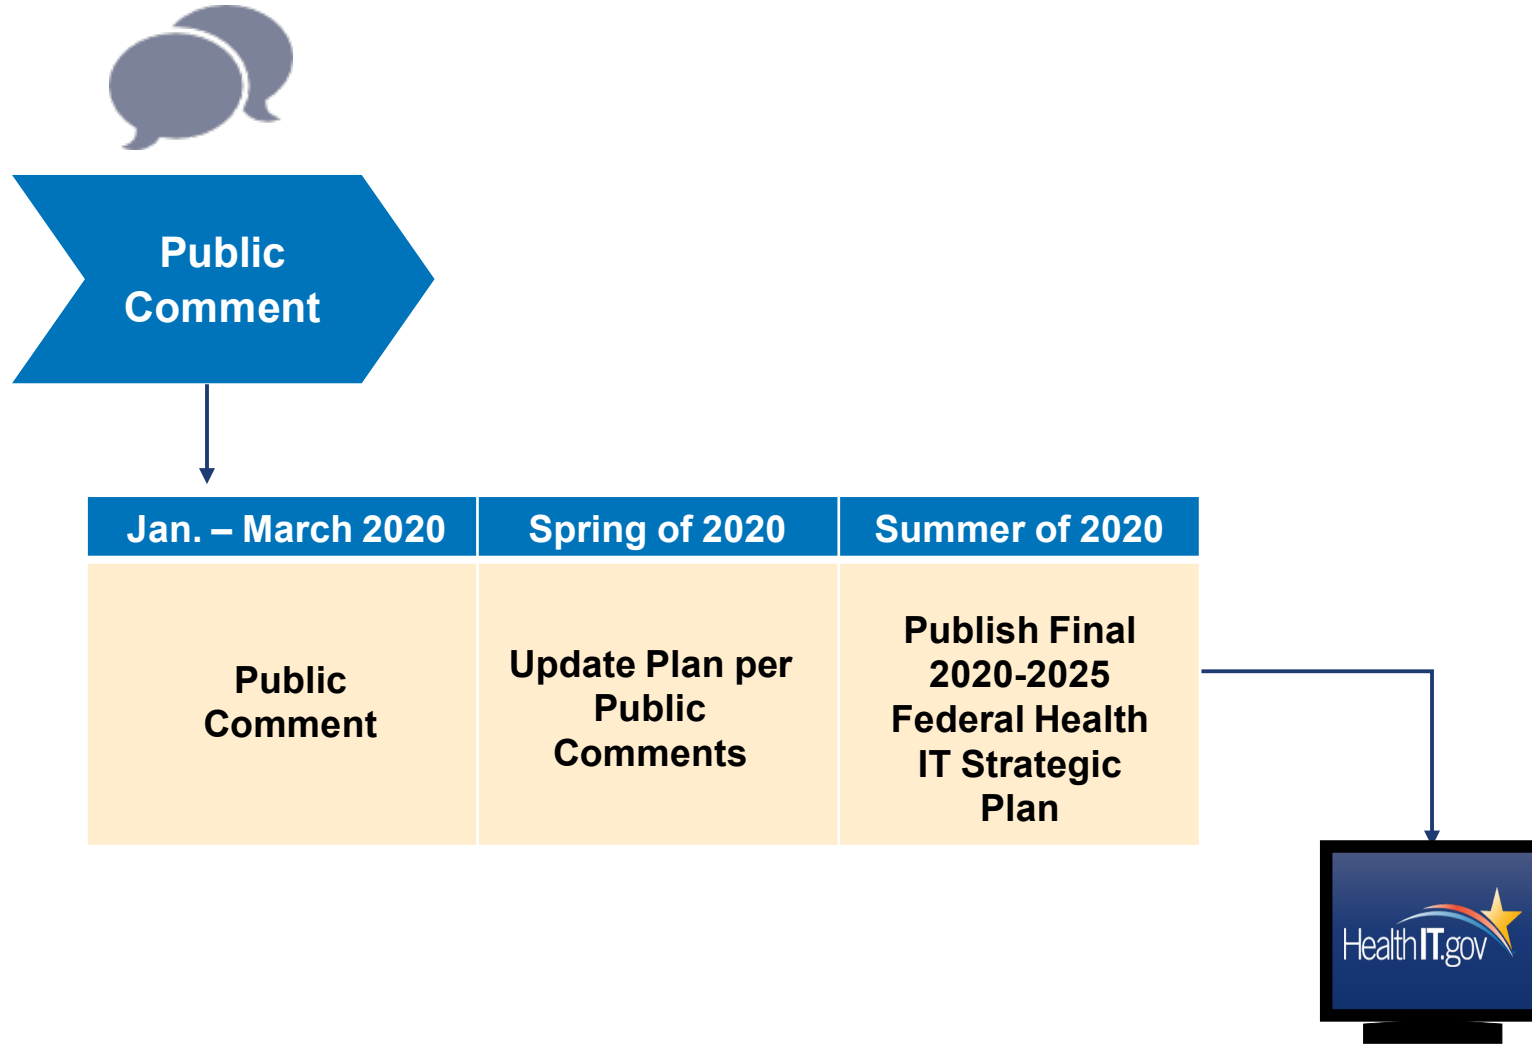 Public
Comment
Jan. – March 2020
Spring of 2020
Summer of 2020
Public
Comment
Update Plan per
Public
Comments
Publish Final
2020-2025
Federal Health
IT Strategic
Plan
HealthIT.gov